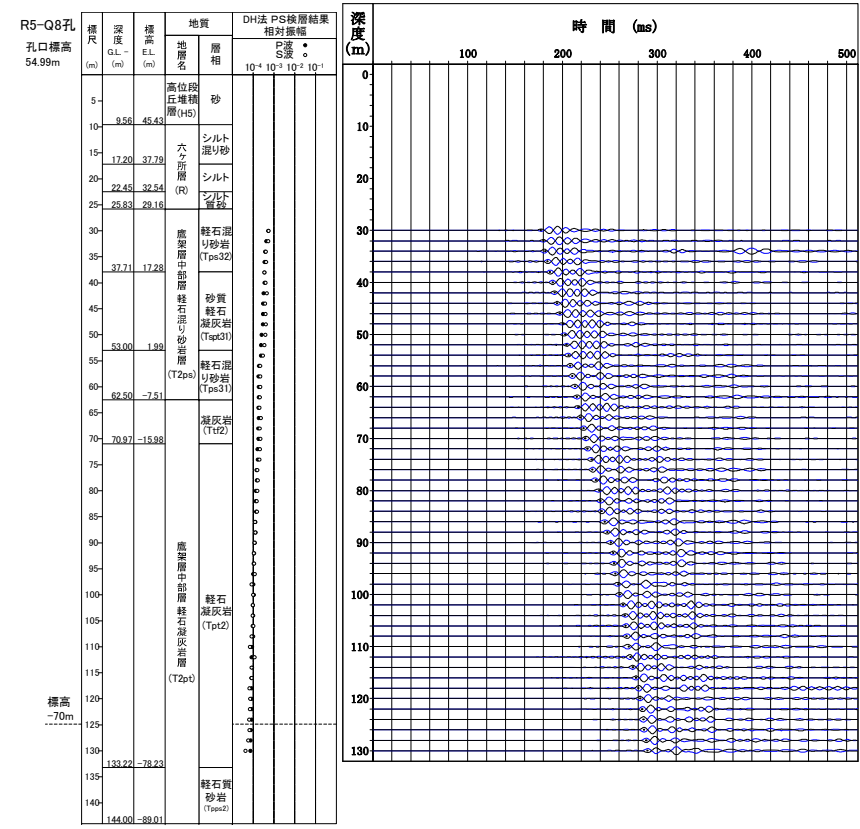 R5-Q8孔
孔口標高
54.99m
標尺
(m)
深度
G.L. -
(m)
標高
E.L.
(m)
地質
地層名
層相
DH法 PS検層結果
相対振幅
P波 ●
S波 ○
10⁻⁴ 10⁻³ 10⁻² 10⁻¹
5
10
15
20
25
30
35
40
45
50
55
60
65
70
75
80
85
90
95
100
105
110
115
120
125
130
135
140
9.56 45.43
17.20 37.79
22.45 32.54
25.83 29.16
37.71 17.28
53.00 1.99
62.50 -7.51
70.97 -15.98
133.22 -78.23
144.00 -89.01
高位段
丘堆積
層(H5)
六ヶ所層
(R)
鷹架層中部層 軽石混り砂岩層
(T2ps)
鷹架層中部層 軽石凝灰岩層
(T2pt)
砂
シルト
混り砂
シルト
シルト
質砂
軽石混
り砂岩
(Tps32)
砂質
軽石
凝灰岩
(Tspt31)
軽石混
り砂岩
(Tps31)
凝灰岩
(Ttf2)
軽石
凝灰岩
(Tpt2)
軽石質
砂岩
(Tpps2)
標高
-70m
深度
(m)
時 間 (ms)
0 200 300 400 500
0
10
20
30
40
50
60
70
80
90
100
110
120
130